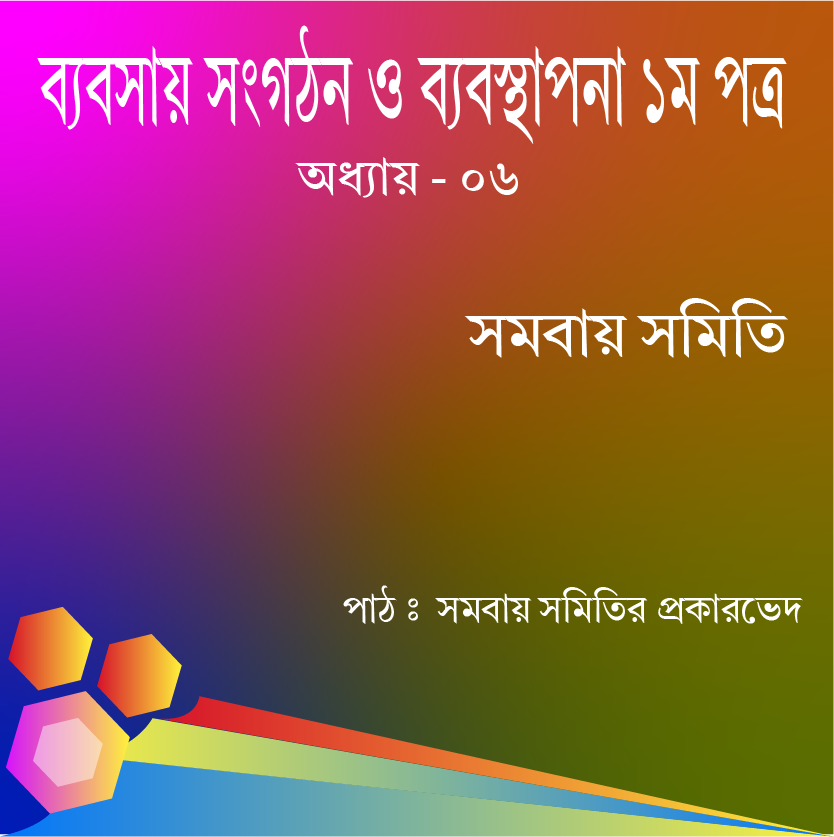 ব্যবসায় সংগঠন ও ব্যবস্থাপনা ১ম পত্র
অধ্যায় - ০৬
সমবায় সমিতি
পাঠ ঃ সমবায় সমিতির প্রকারভেদ